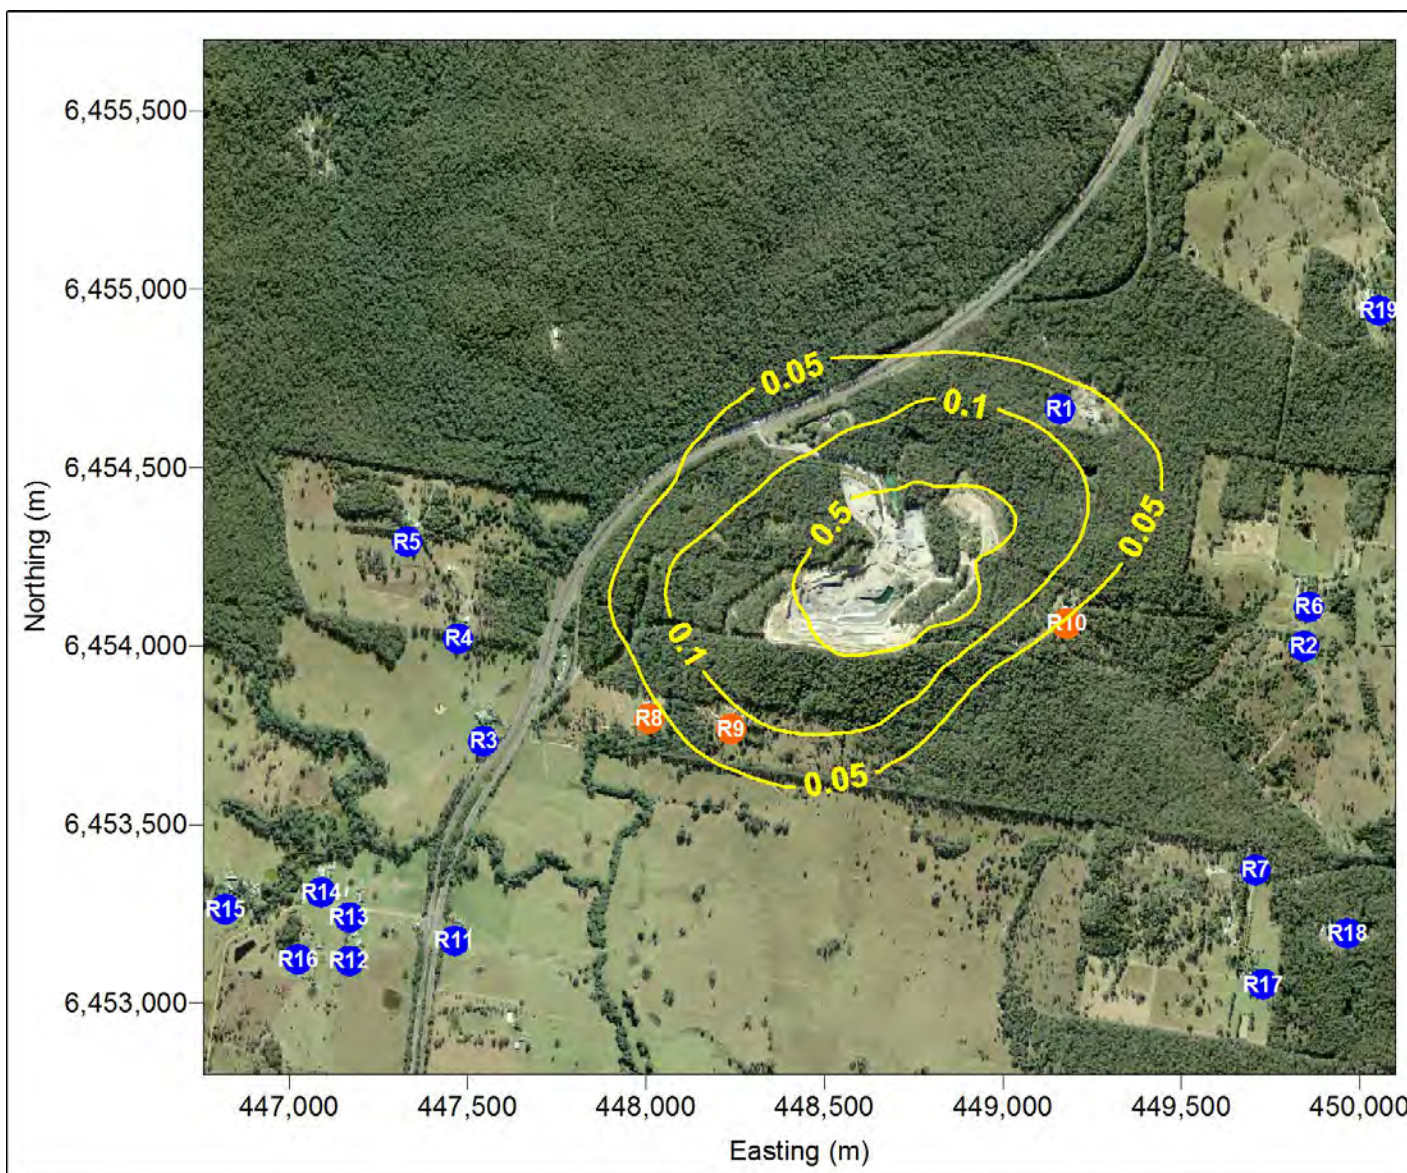 6,455,500
6,455,000
R19
0.05
0.1
R1
6,454,500
0.5
0.05
R5
Northing (m)
R6
R10
R4
6,454,000
0.1
R2
R8
R9
R3
0.05
6,453,500
R7
R14
R15
R13
R11
R18
R16
R12
R17
6,453,000
447,000
447,500
448,000
448,500
449,000
449,500
450,000
Easting (m)